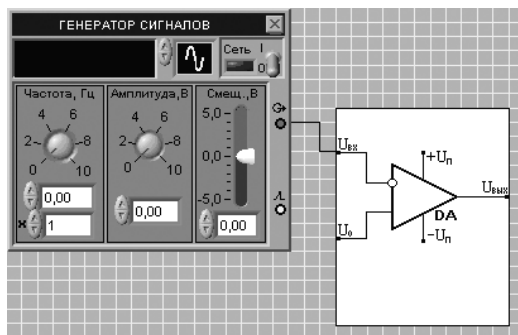 ГЕНЕРАТОР СИГНАЛОВ
Сеть I
0
Частота, Гц
4 6
2 8
0 10
0,00
× 1
Амплитуда,В
4 6
2 8
0 10
0,00
Смещ.,В
5,0
0,0
-5,0
0,00
Uвх
+Uп
Uвых
DA
U₀
-Uп